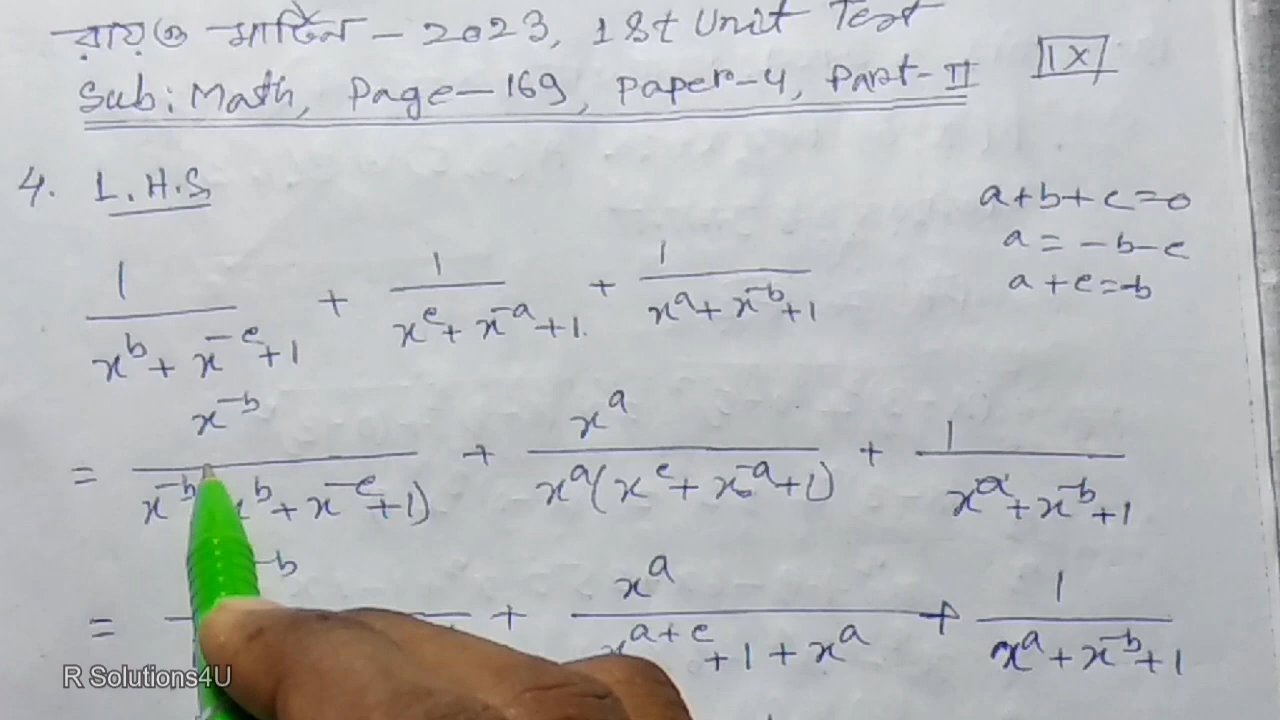 রায় ও মার্টিন - 2023, 1st Unit Test
Sub: Math, Page-169, Paper-4, Part-II
IX
4. L.H.S
a+b+c=0
a=-b-c
a+c=-b
1/(x^b + x^-c + 1) + 1/(x^c + x^-a + 1) + 1/(x^a + x^-b + 1)
= x^-b/(x^-b(x^b + x^-c + 1)) + x^a/(x^a(x^c + x^-a + 1)) + 1/(x^a + x^-b + 1)
= + x^a/(x^(a+c) + 1 + x^a) + 1/(x^a + x^-b + 1)
R Solutions4U